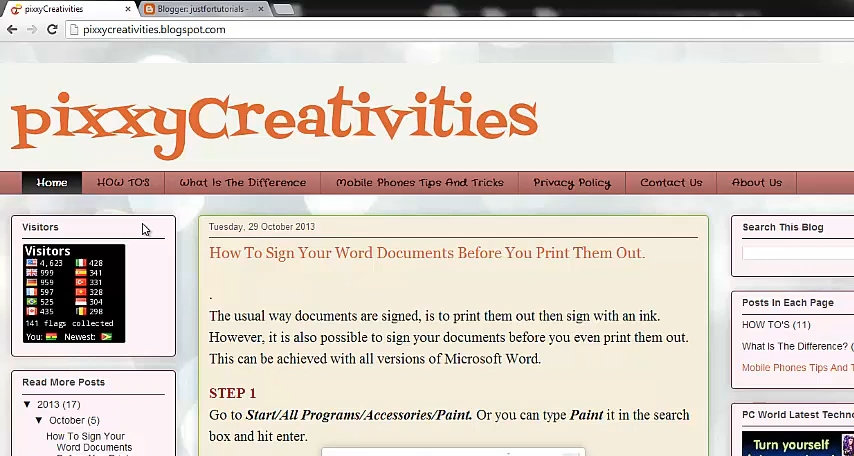 pixxyCreativities
Blogger: justfortutorials -
pixxycreativities.blogspot.com
pixxyCreativities
Home HOW TO'S What Is The Difference Mobile Phones Tips And Tricks Privacy Policy Contact Us About Us
Visitors
Visitors
4,623 428
999 341
959 331
597 328
525 304
435 298
141 flags collected
You: Newest:
Read More Posts
▼ 2013 (17)
▼ October (5)
How To Sign Your
Word Documents
Tuesday, 29 October 2013
How To Sign Your Word Documents Before You Print Them Out.
.
The usual way documents are signed, is to print them out then sign with an ink.
However, it is also possible to sign your documents before you even print them out.
This can be achieved with all versions of Microsoft Word.
STEP 1
Go to Start/All Programs/Accessories/Paint. Or you can type Paint it in the search
box and hit enter.
Search This Blog
Posts In Each Page
HOW TO'S (11)
What Is The Difference? (
Mobile Phones Tips And T
PC World Latest Techno
Turn yourself